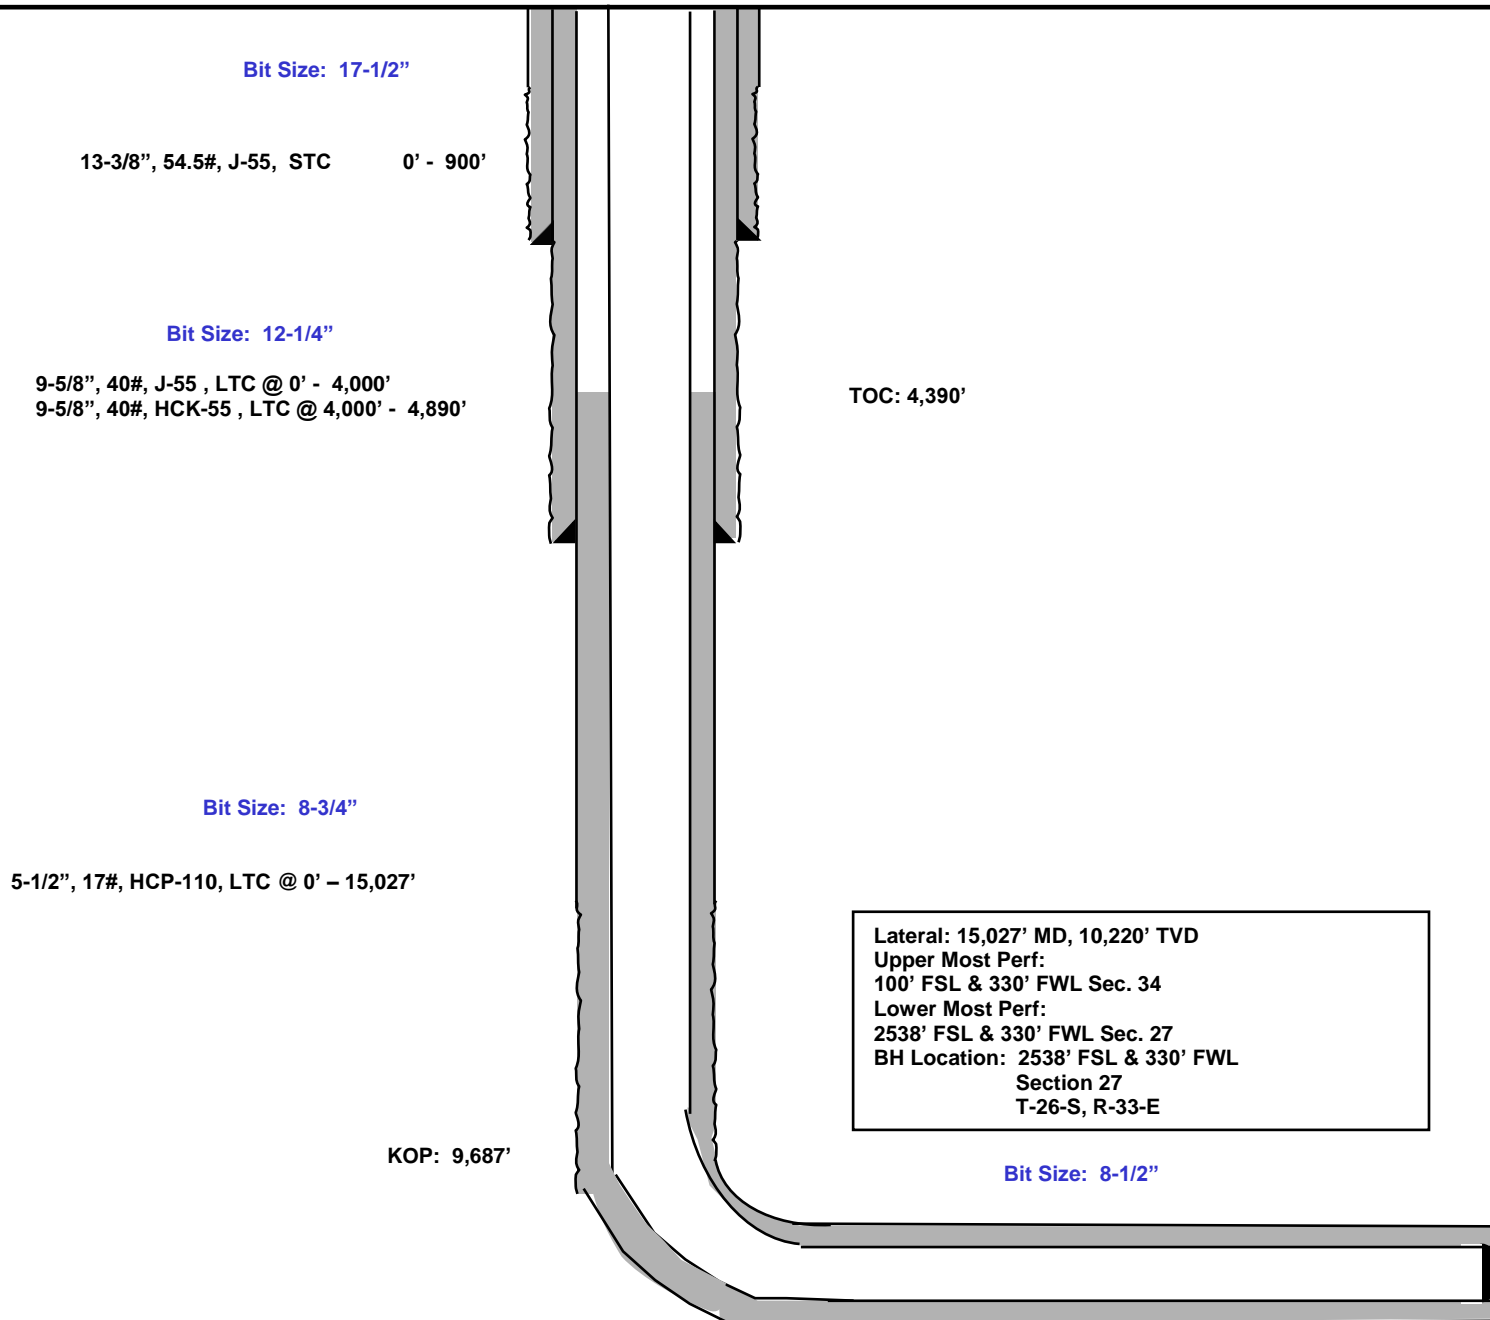 Bit Size: 17-1/2”
13-3/8”, 54.5#, J-55, STC 0’ - 900’
Bit Size: 12-1/4”
9-5/8”, 40#, J-55 , LTC @ 0’ - 4,000’
9-5/8”, 40#, HCK-55 , LTC @ 4,000’ - 4,890’
TOC: 4,390’
Bit Size: 8-3/4”
5-1/2”, 17#, HCP-110, LTC @ 0’ – 15,027’
Lateral: 15,027’ MD, 10,220’ TVD
Upper Most Perf:
100’ FSL & 330’ FWL Sec. 34
Lower Most Perf:
2538’ FSL & 330’ FWL Sec. 27
BH Location: 2538’ FSL & 330’ FWL
Section 27
T-26-S, R-33-E
KOP: 9,687’
Bit Size: 8-1/2”